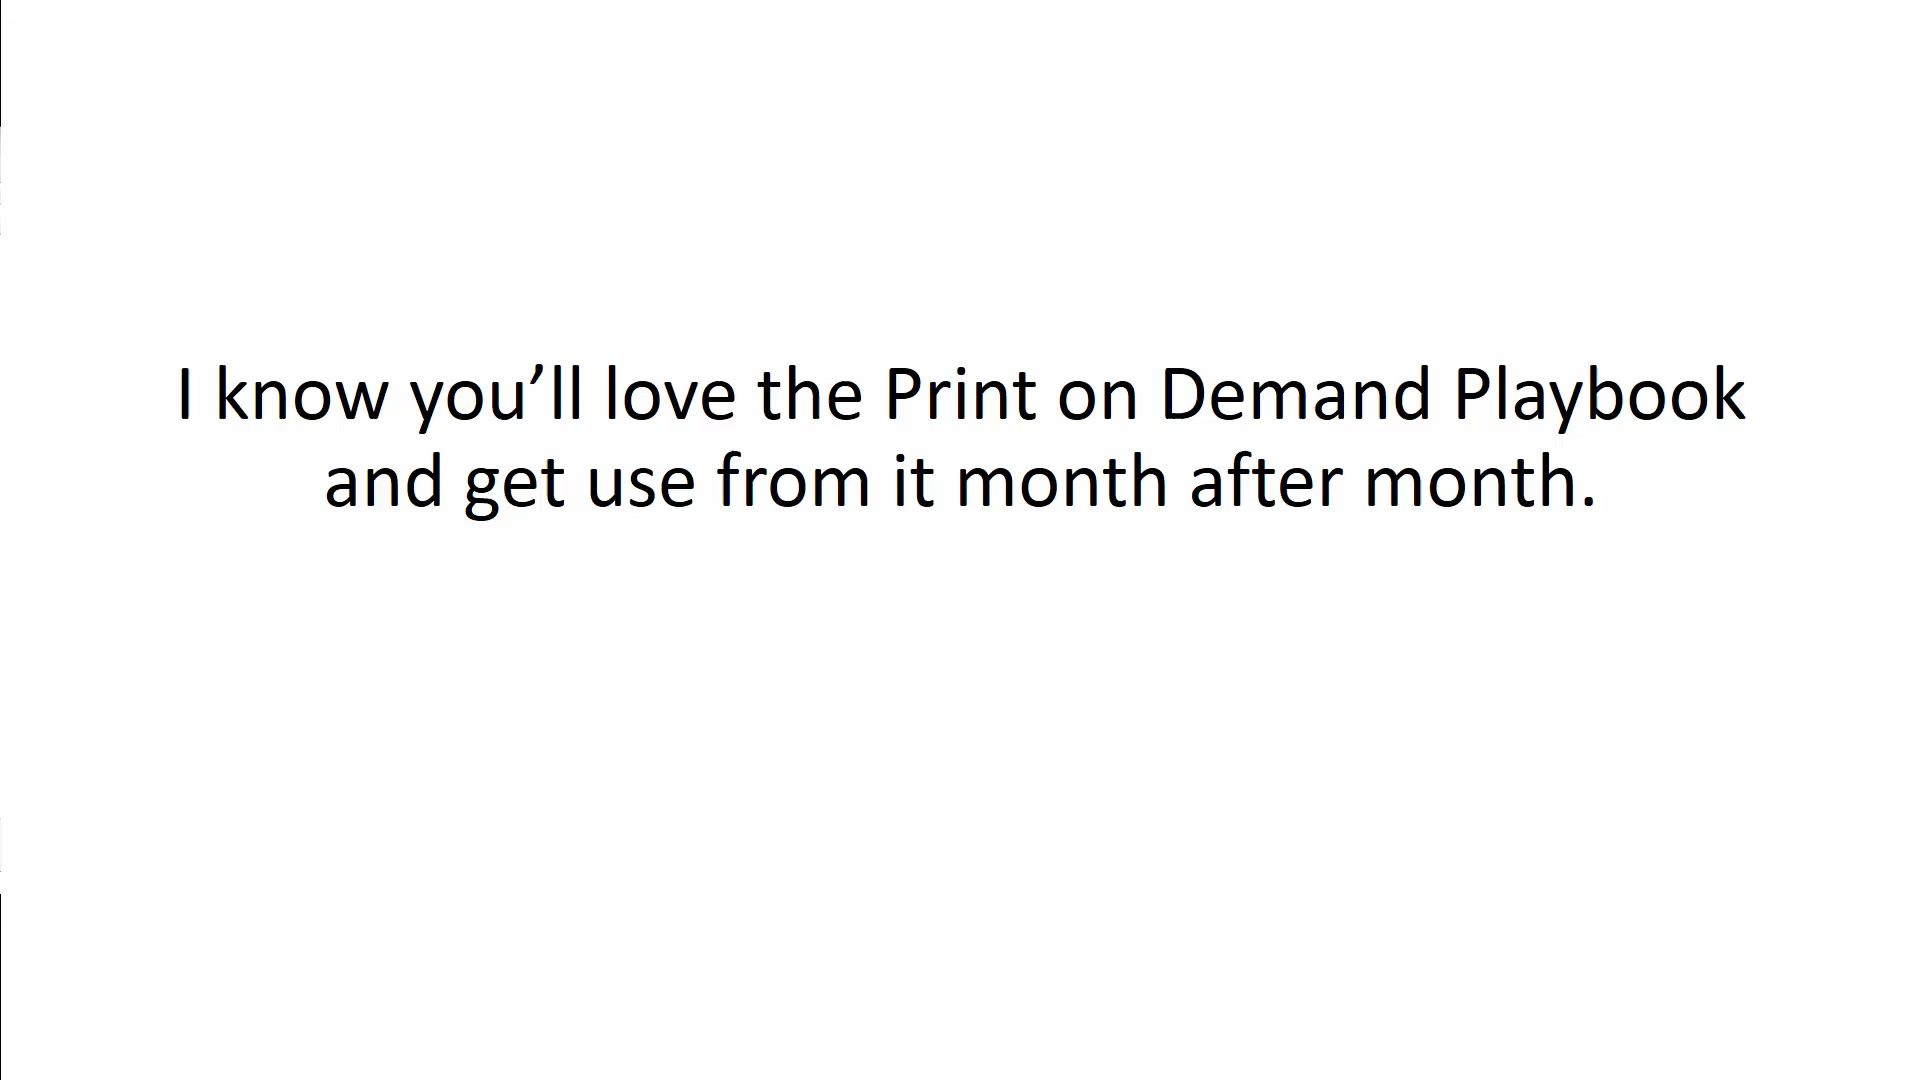 I know you’ll love the Print on Demand Playbook
and get use from it month after month.